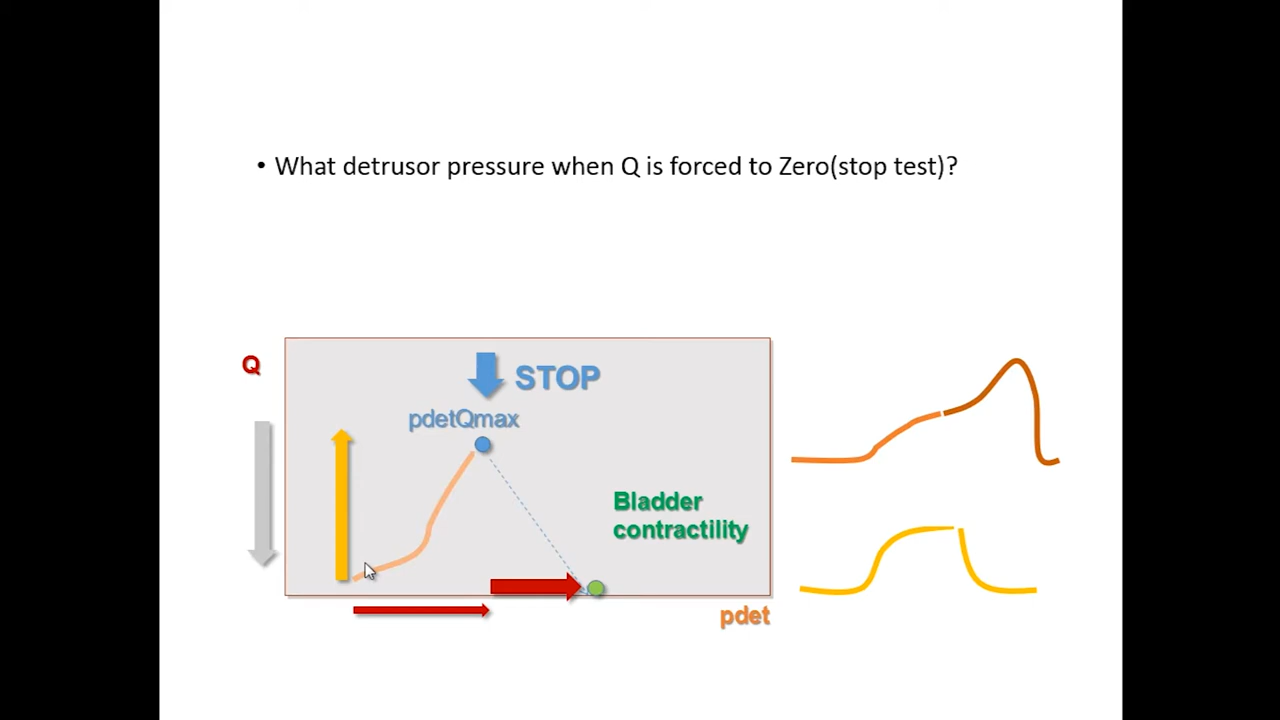 • What detrusor pressure when Q is forced to Zero(stop test)?
Q
STOP
pdetQmax
Bladder
contractility
pdet